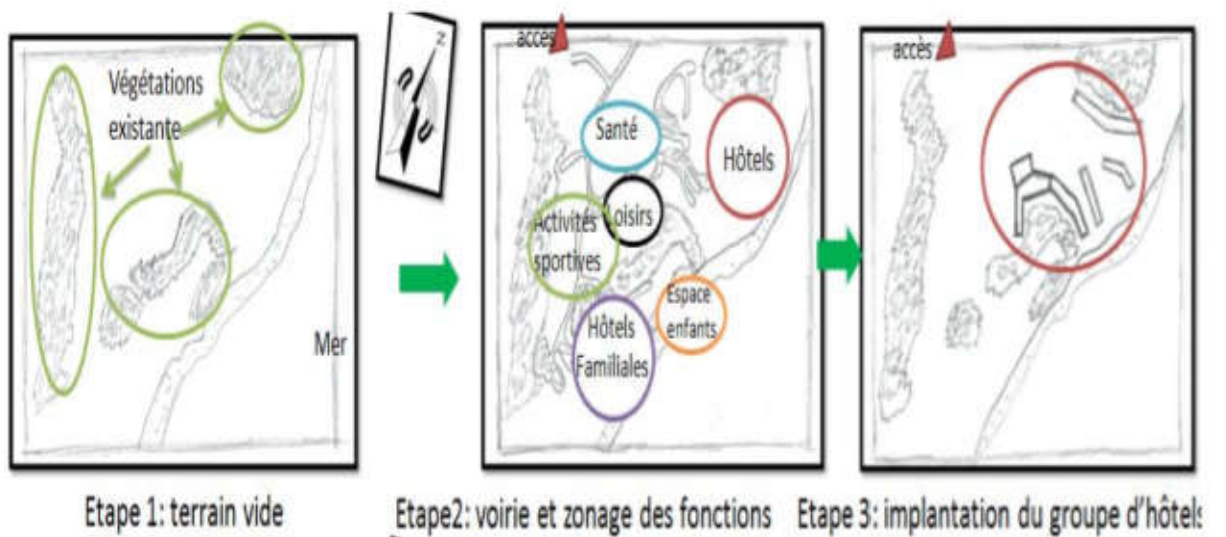 Végétations
existante
Mer
Etape 1: terrain vide
Z
accès
Santé
Hôtels
Loisirs
Activités
sportives
Espace
enfants
Hôtels
Familiales
Etape2: voirie et zonage des fonctions
accès
Etape 3: implantation du groupe d'hôtels